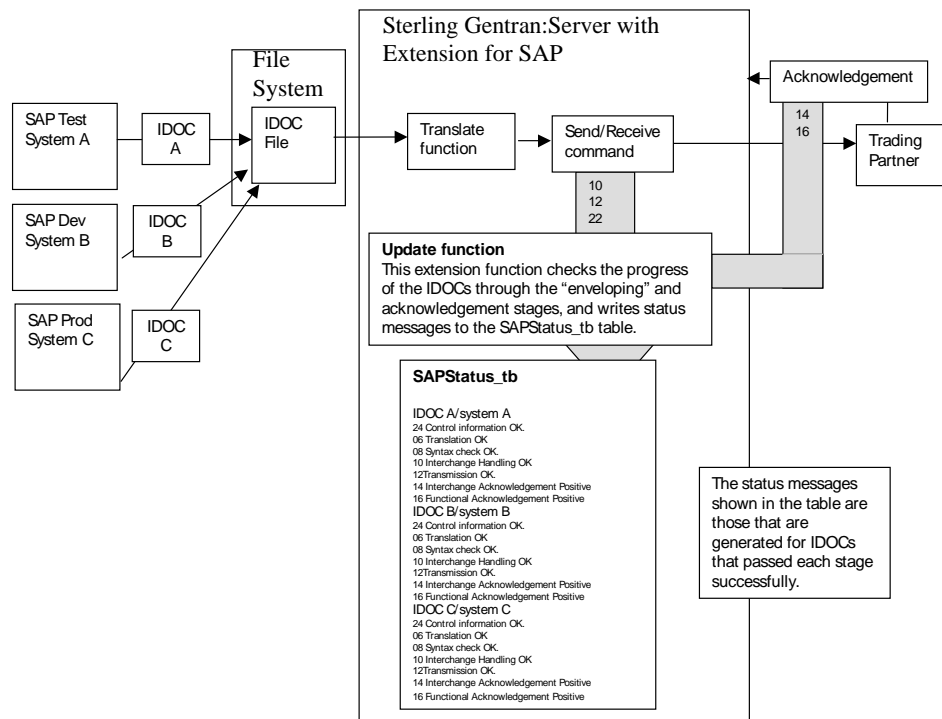 Sterling Gentran:Server with
Extension for SAP
File
System
SAP Test
System A
IDOC
A
IDOC
File
Translate
function
Send/Receive
command
Acknowledgement
14
16
Trading
Partner
10
12
22
SAP Dev
System B
IDOC
B
SAP Prod
System C
IDOC
C
Update function
This extension function checks the progress
of the IDOCs through the “enveloping” and
acknowledgement stages, and writes status
messages to the SAPStatus_tb table.
SAPStatus_tb
IDOC A/system A
24 Control information OK.
06 Translation OK
08 Syntax check OK.
10 Interchange Handling OK
12Transmission OK.
14 Interchange Acknowledgement Positive
16 Functional Acknowledgement Positive
IDOC B/system B
24 Control information OK.
06 Translation OK
08 Syntax check OK.
10 Interchange Handling OK
12Transmission OK.
14 Interchange Acknowledgement Positive
16 Functional Acknowledgement Positive
IDOC C/system C
24 Control information OK.
06 Translation OK
08 Syntax check OK.
10 Interchange Handling OK
12Transmission OK.
14 Interchange Acknowledgement Positive
16 Functional Acknowledgement Positive
The status messages
shown in the table are
those that are
generated for IDOCs
that passed each stage
successfully.